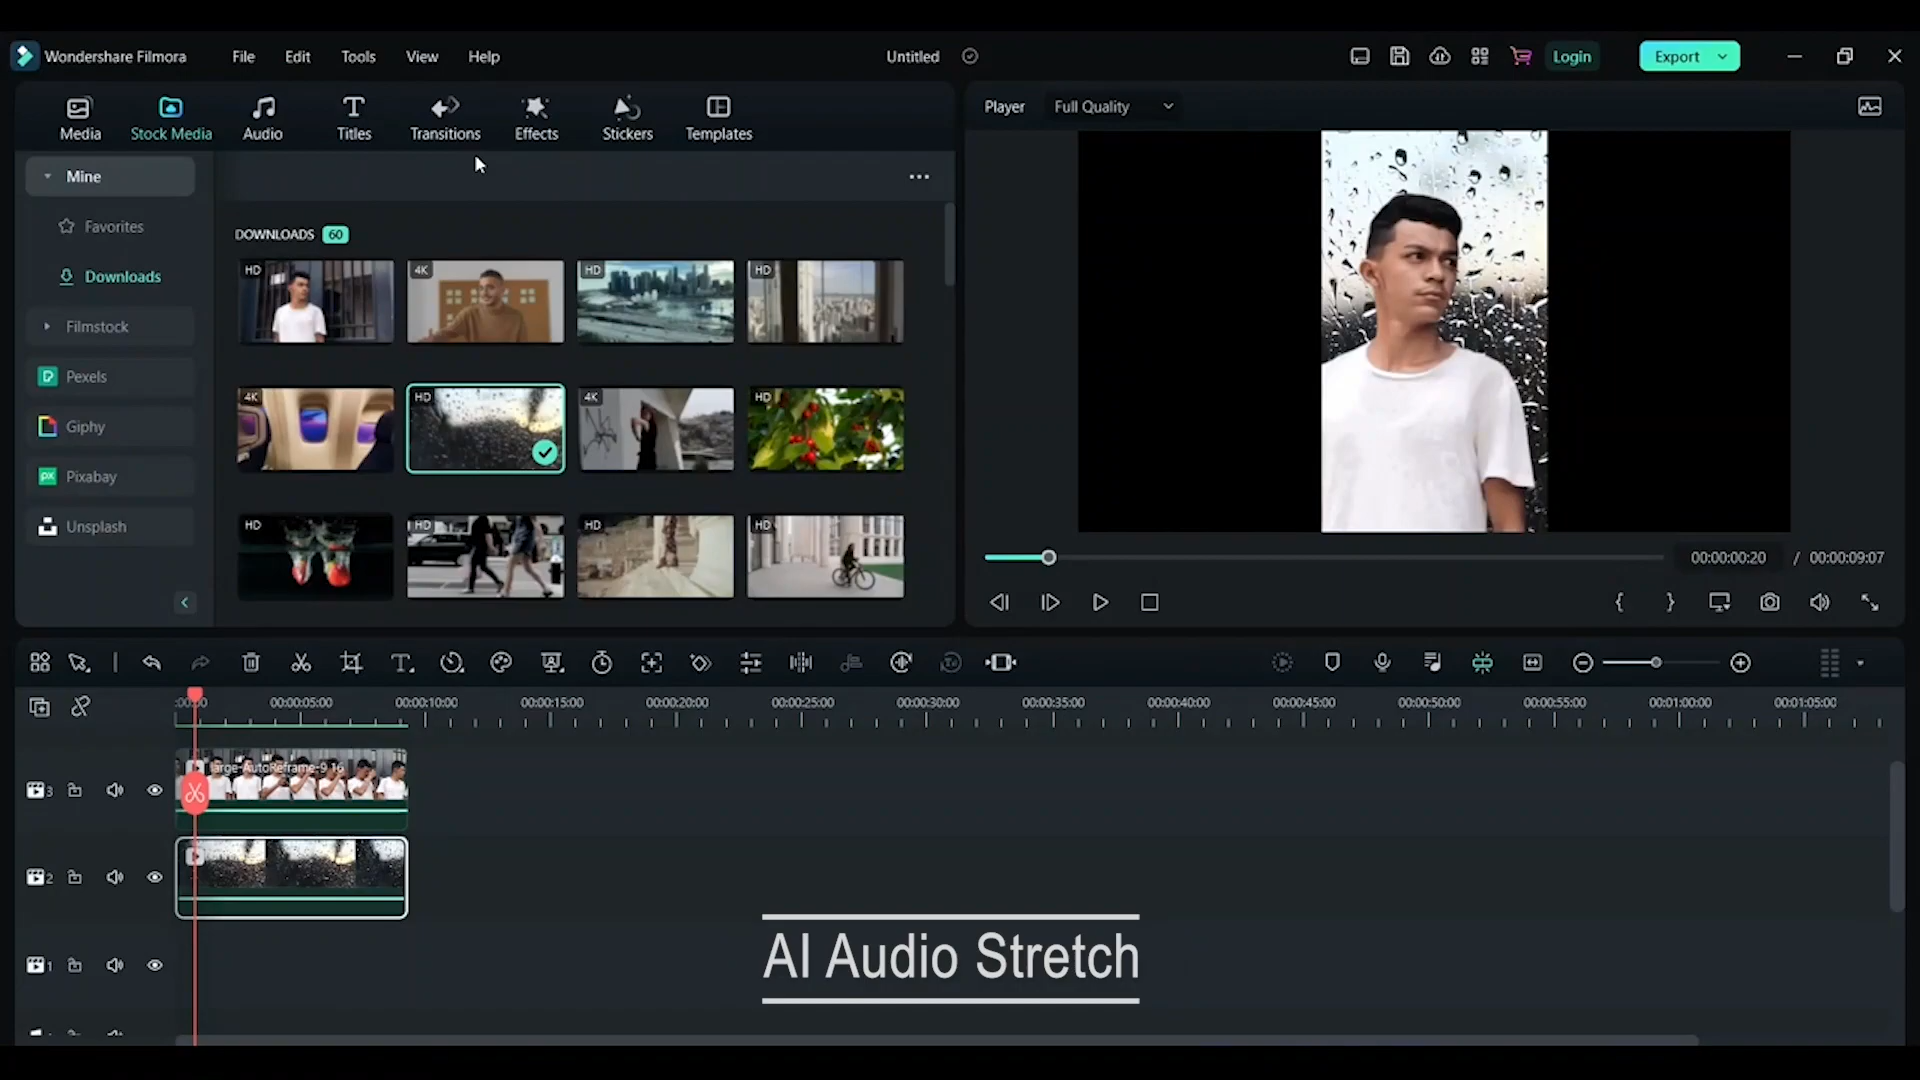 Wondershare Filmora File Edit Tools View Help Untitled Login Export
Media Stock Media Audio Titles Transitions Effects Stickers Templates
Player Full Quality
Mine
Favorites
Downloads
Filmstock
Pexels
Giphy
Pixabay
Unsplash
DOWNLOADS 60
HD 4K HD HD
4K HD 4K HD
HD HD HD HD
00:00:00:20 / 00:00:09:07
00:00:05:00 00:00:10:00 00:00:15:00 00:00:20:00 00:00:25:00 00:00:30:00 00:00:35:00 00:00:40:00 00:00:45:00 00:00:50:00 00:00:55:00 00:01:00:00 00:01:05:00
large-AutoReframe-9_16
3
2
1
AI Audio Stretch